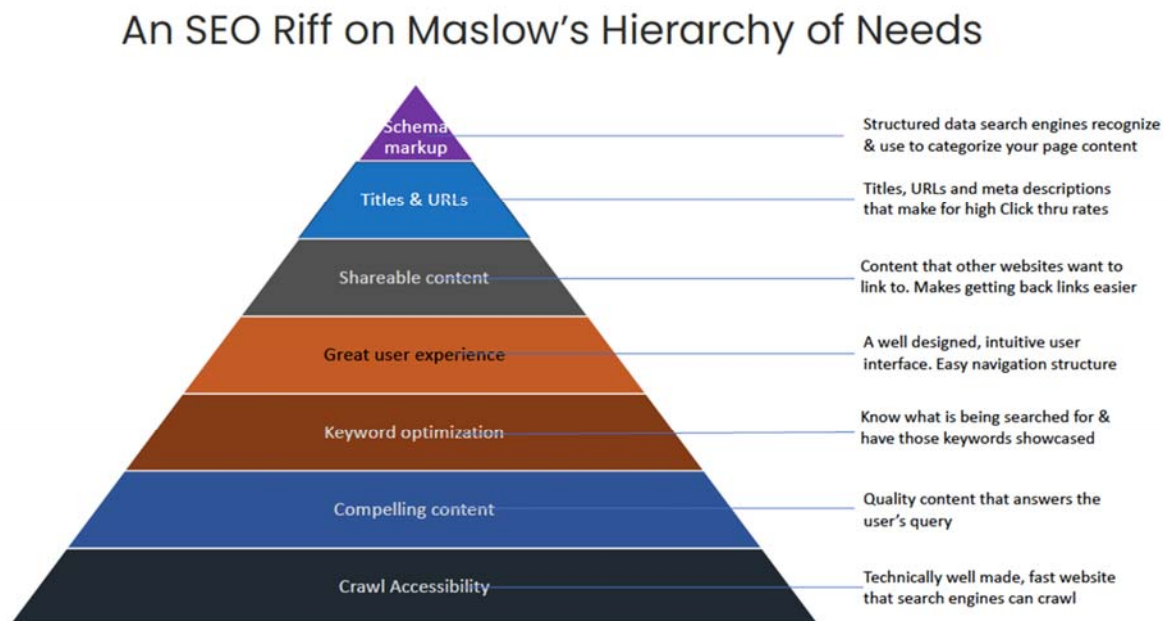 An SEO Riff on Maslow's Hierarchy of Needs
Schema
markup
Structured data search engines recognize
& use to categorize your page content
Titles & URLs
Titles, URLs and meta descriptions
that make for high Click thru rates
Shareable content
Content that other websites want to
link to. Makes getting back links easier
Great user experience
A well designed, intuitive user
interface. Easy navigation structure
Keyword optimization
Know what is being searched for &
have those keywords showcased
Compelling content
Quality content that answers the
user's query
Crawl Accessibility
Technically well made, fast website
that search engines can crawl